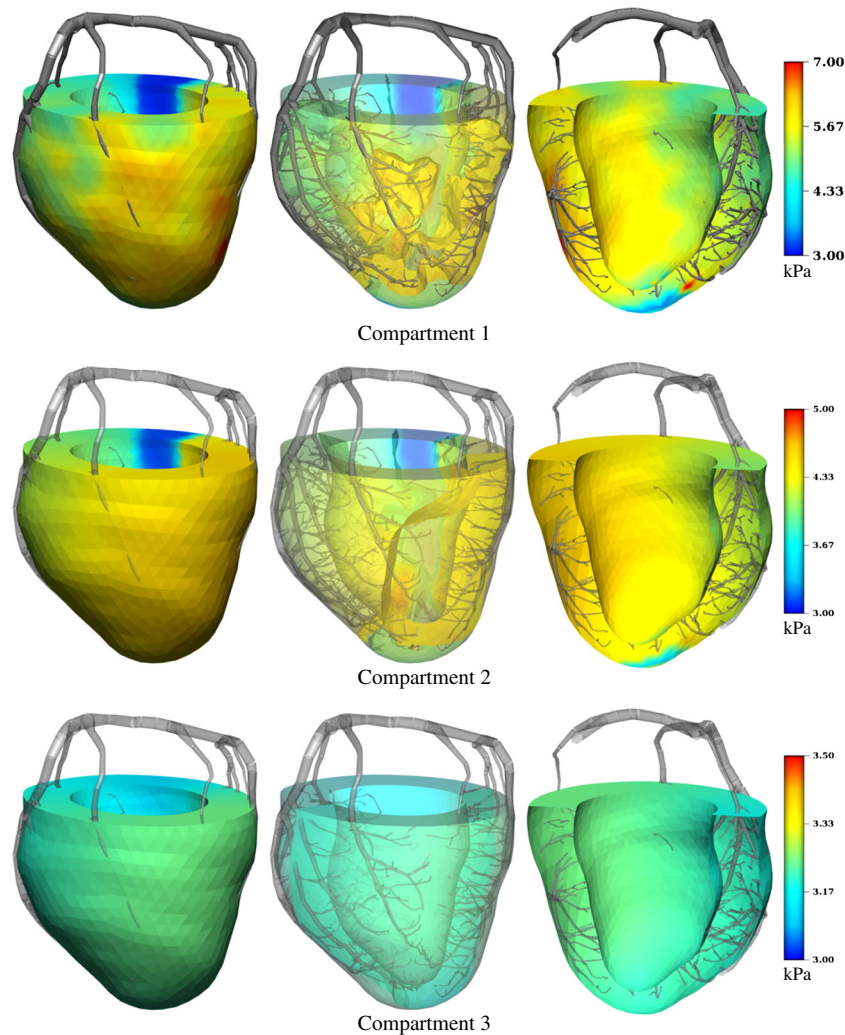 7.00
5.67
4.33
3.00
kPa
Compartment 1
5.00
4.33
3.67
3.00
kPa
Compartment 2
3.50
3.33
3.17
3.00
kPa
Compartment 3